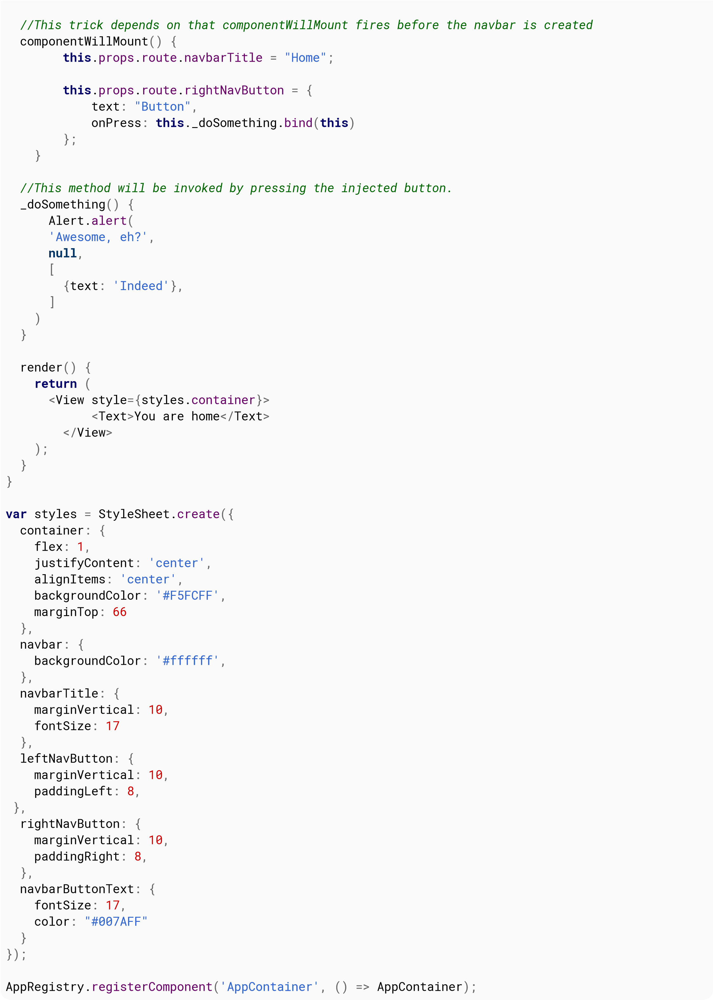 //This trick depends on that componentWillMount fires before the navbar is created
componentWillMount() {
this.props.route.navbarTitle = "Home";
this.props.route.rightNavButton = {
text: "Button",
onPress: this._doSomething.bind(this)
};
}
//This method will be invoked by pressing the injected button.
_doSomething() {
Alert.alert(
'Awesome, eh?',
null,
[
{text: 'Indeed'},
]
)
}
render() {
return (
<View style={styles.container}>
<Text>You are home</Text>
</View>
);
}
}
var styles = StyleSheet.create({
container: {
flex: 1,
justifyContent: 'center',
alignItems: 'center',
backgroundColor: '#F5FCFF',
marginTop: 66
},
navbar: {
backgroundColor: '#ffffff',
},
navbarTitle: {
marginVertical: 10,
fontSize: 17
},
leftNavButton: {
marginVertical: 10,
paddingLeft: 8,
},
rightNavButton: {
marginVertical: 10,
paddingRight: 8,
},
navbarButtonText: {
fontSize: 17,
color: "#007AFF"
}
});
AppRegistry.registerComponent('AppContainer', () => AppContainer);